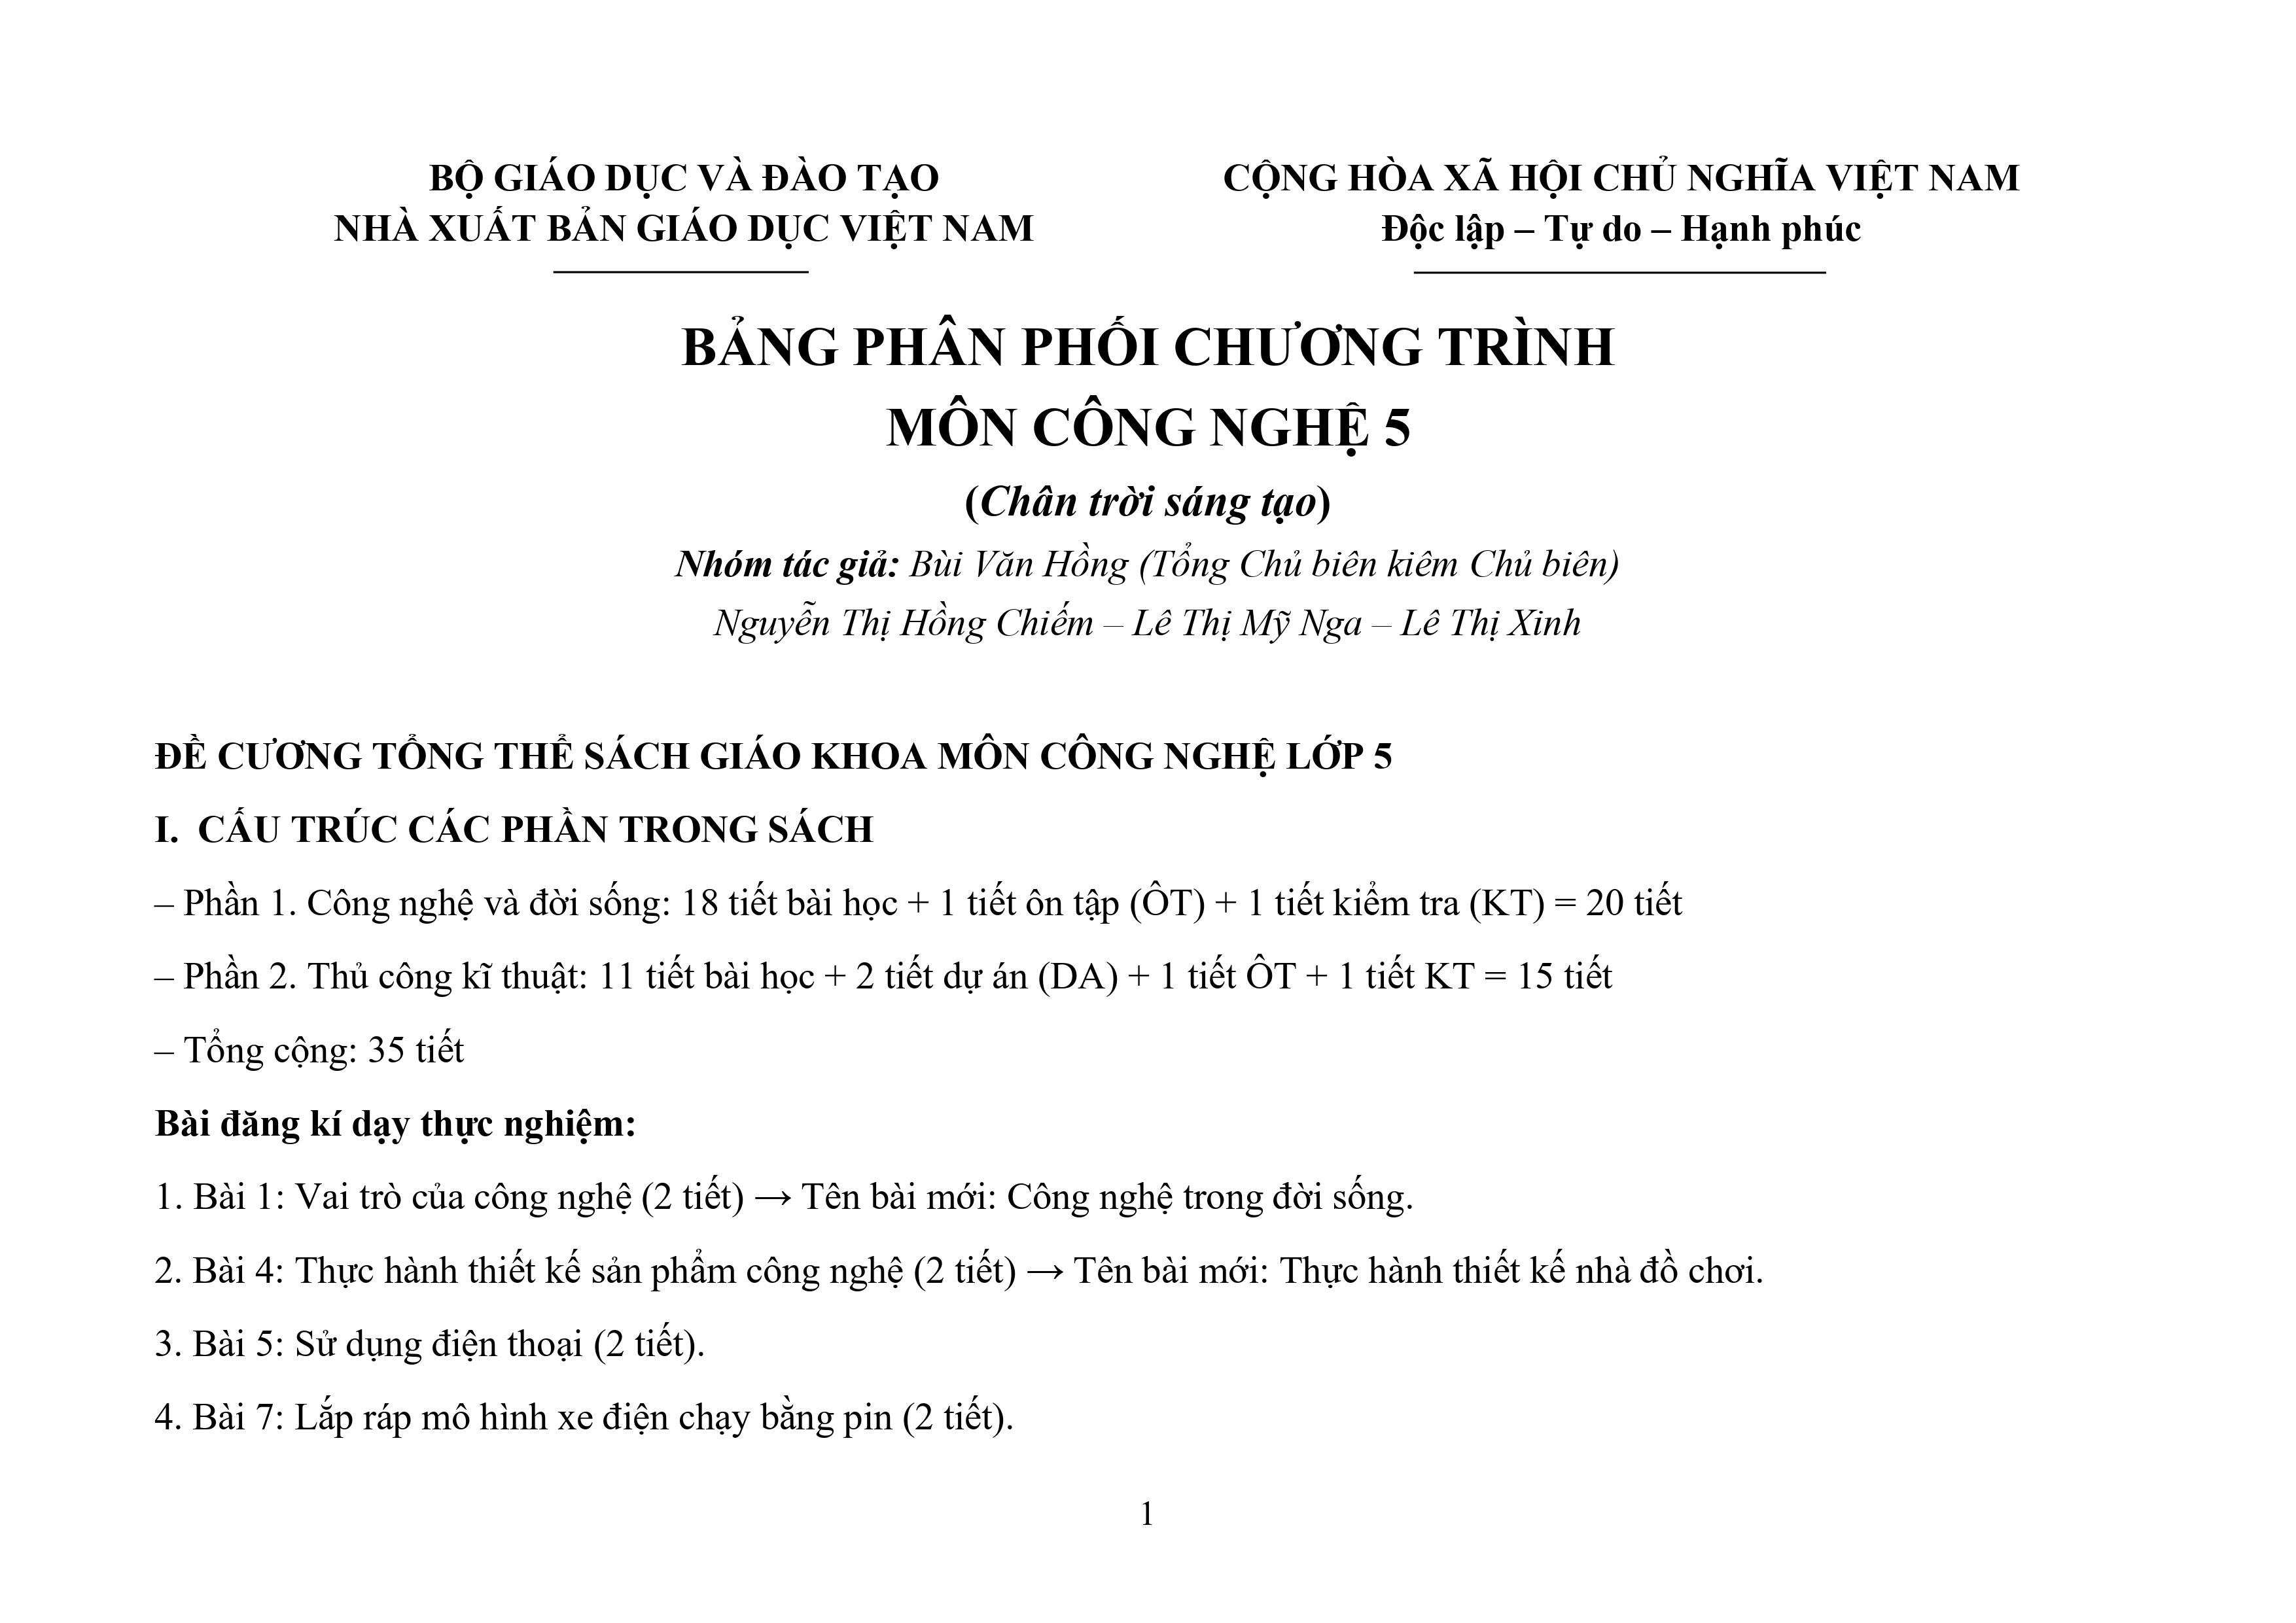 BỘ GIÁO DỤC VÀ ĐÀO TẠO
NHÀ XUẤT BẢN GIÁO DỤC VIỆT NAM
CỘNG HÒA XÃ HỘI CHỦ NGHĨA VIỆT NAM
Độc lập – Tự do – Hạnh phúc
BẢNG PHÂN PHỐI CHƯƠNG TRÌNH
MÔN CÔNG NGHỆ 5
(Chân trời sáng tạo)
Nhóm tác giả: Bùi Văn Hồng (Tổng Chủ biên kiêm Chủ biên)
Nguyễn Thị Hồng Chiếm – Lê Thị Mỹ Nga – Lê Thị Xinh
ĐỀ CƯƠNG TỔNG THỂ SÁCH GIÁO KHOA MÔN CÔNG NGHỆ LỚP 5
I. CẤU TRÚC CÁC PHẦN TRONG SÁCH
– Phần 1. Công nghệ và đời sống: 18 tiết bài học + 1 tiết ôn tập (ÔT) + 1 tiết kiểm tra (KT) = 20 tiết
– Phần 2. Thủ công kĩ thuật: 11 tiết bài học + 2 tiết dự án (DA) + 1 tiết ÔT + 1 tiết KT = 15 tiết
– Tổng cộng: 35 tiết
Bài đăng kí dạy thực nghiệm:
1. Bài 1: Vai trò của công nghệ (2 tiết) → Tên bài mới: Công nghệ trong đời sống.
2. Bài 4: Thực hành thiết kế sản phẩm công nghệ (2 tiết) → Tên bài mới: Thực hành thiết kế nhà đồ chơi.
3. Bài 5: Sử dụng điện thoại (2 tiết).
4. Bài 7: Lắp ráp mô hình xe điện chạy bằng pin (2 tiết).
1